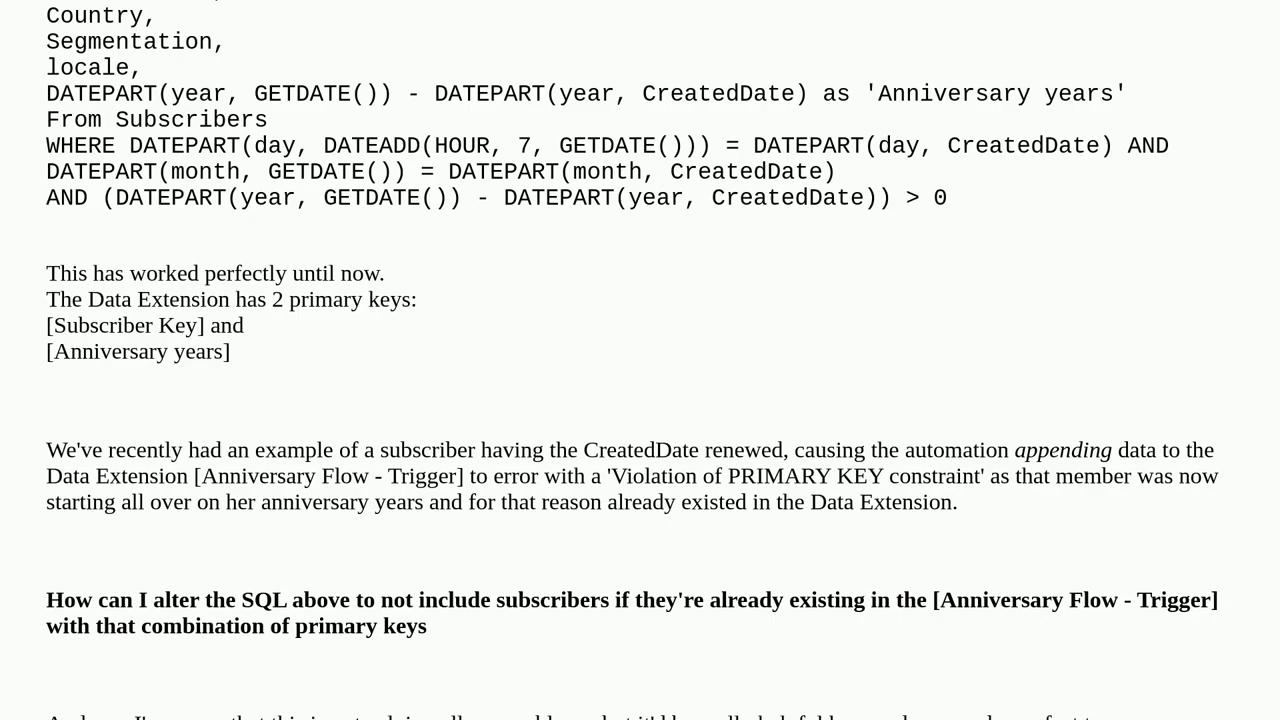 Country,
Segmentation,
locale,
DATEPART(year, GETDATE()) - DATEPART(year, CreatedDate) as 'Anniversary years'
From Subscribers
WHERE DATEPART(day, DATEADD(HOUR, 7, GETDATE())) = DATEPART(day, CreatedDate) AND
DATEPART(month, GETDATE()) = DATEPART(month, CreatedDate)
AND (DATEPART(year, GETDATE()) - DATEPART(year, CreatedDate)) > 0
This has worked perfectly until now.
The Data Extension has 2 primary keys:
[Subscriber Key] and
[Anniversary years]
We've recently had an example of a subscriber having the CreatedDate renewed, causing the automation appending data to the
Data Extension [Anniversary Flow - Trigger] to error with a 'Violation of PRIMARY KEY constraint' as that member was now
starting all over on her anniversary years and for that reason already existed in the Data Extension.
How can I alter the SQL above to not include subscribers if they're already existing in the [Anniversary Flow - Trigger]
with that combination of primary keys